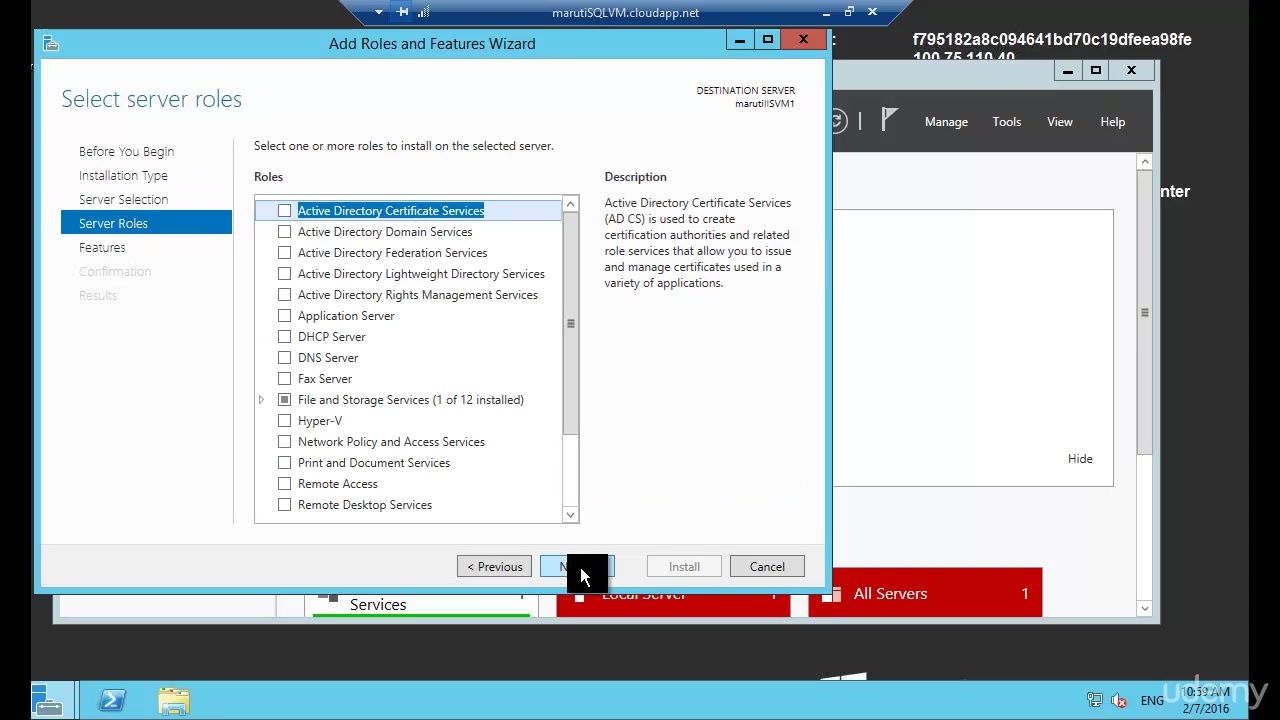 marutiSQLVM.cloudapp.net
Add Roles and Features Wizard
f795182a8c094641bd70c19dfeea98fe
100.75.110.40
Select server roles
DESTINATION SERVER
marutiIISVM1
Manage
Tools
View
Help
Before You Begin
Installation Type
Server Selection
Server Roles
Features
Confirmation
Results
Select one or more roles to install on the selected server.
Roles
Active Directory Certificate Services
Active Directory Domain Services
Active Directory Federation Services
Active Directory Lightweight Directory Services
Active Directory Rights Management Services
Application Server
DHCP Server
DNS Server
Fax Server
File and Storage Services (1 of 12 installed)
Hyper-V
Network Policy and Access Services
Print and Document Services
Remote Access
Remote Desktop Services
Description
Active Directory Certificate Services
(AD CS) is used to create
certification authorities and related
role services that allow you to issue
and manage certificates used in a
variety of applications.
nter
Hide
< Previous
N
Install
Cancel
Services
1
Local Server
1
All Servers
1
ENG
10:59 AM
2/7/2016
udemy